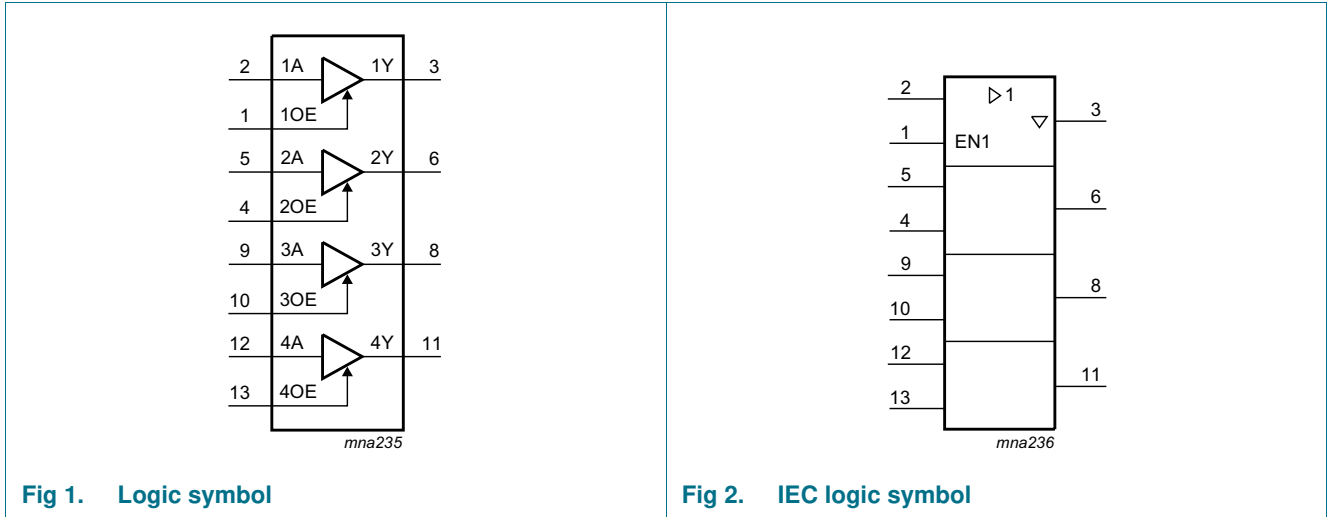 2 1A 1Y 3
1 1OE
5 2A 2Y 6
4 2OE
9 3A 3Y 8
10 3OE
12 4A 4Y 11
13 4OE
mna235
Fig 1. Logic symbol
2 1
3
1 EN1
5
6
4
9
8
10
12
11
13
mna236
Fig 2. IEC logic symbol